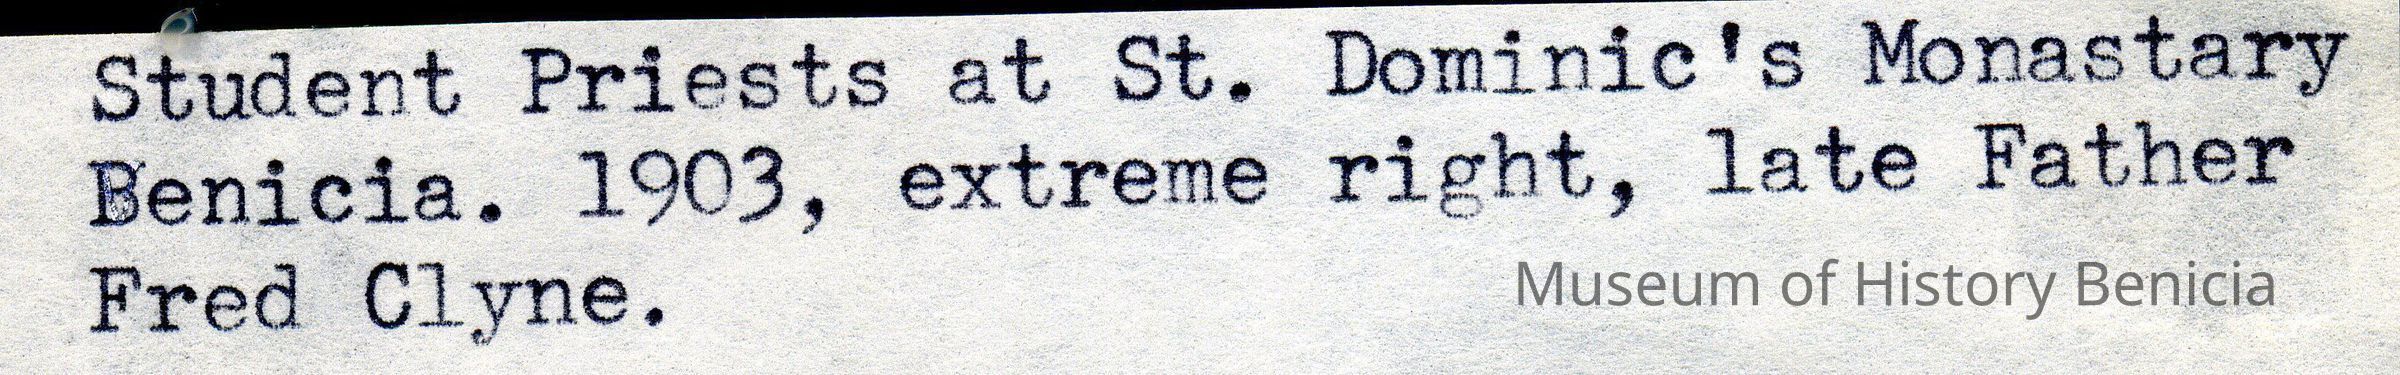 Student Priests at St. Dominic's Monastary
Benicia. 1903, extreme right, late Father
Fred Clyne.
Museum of History Benicia